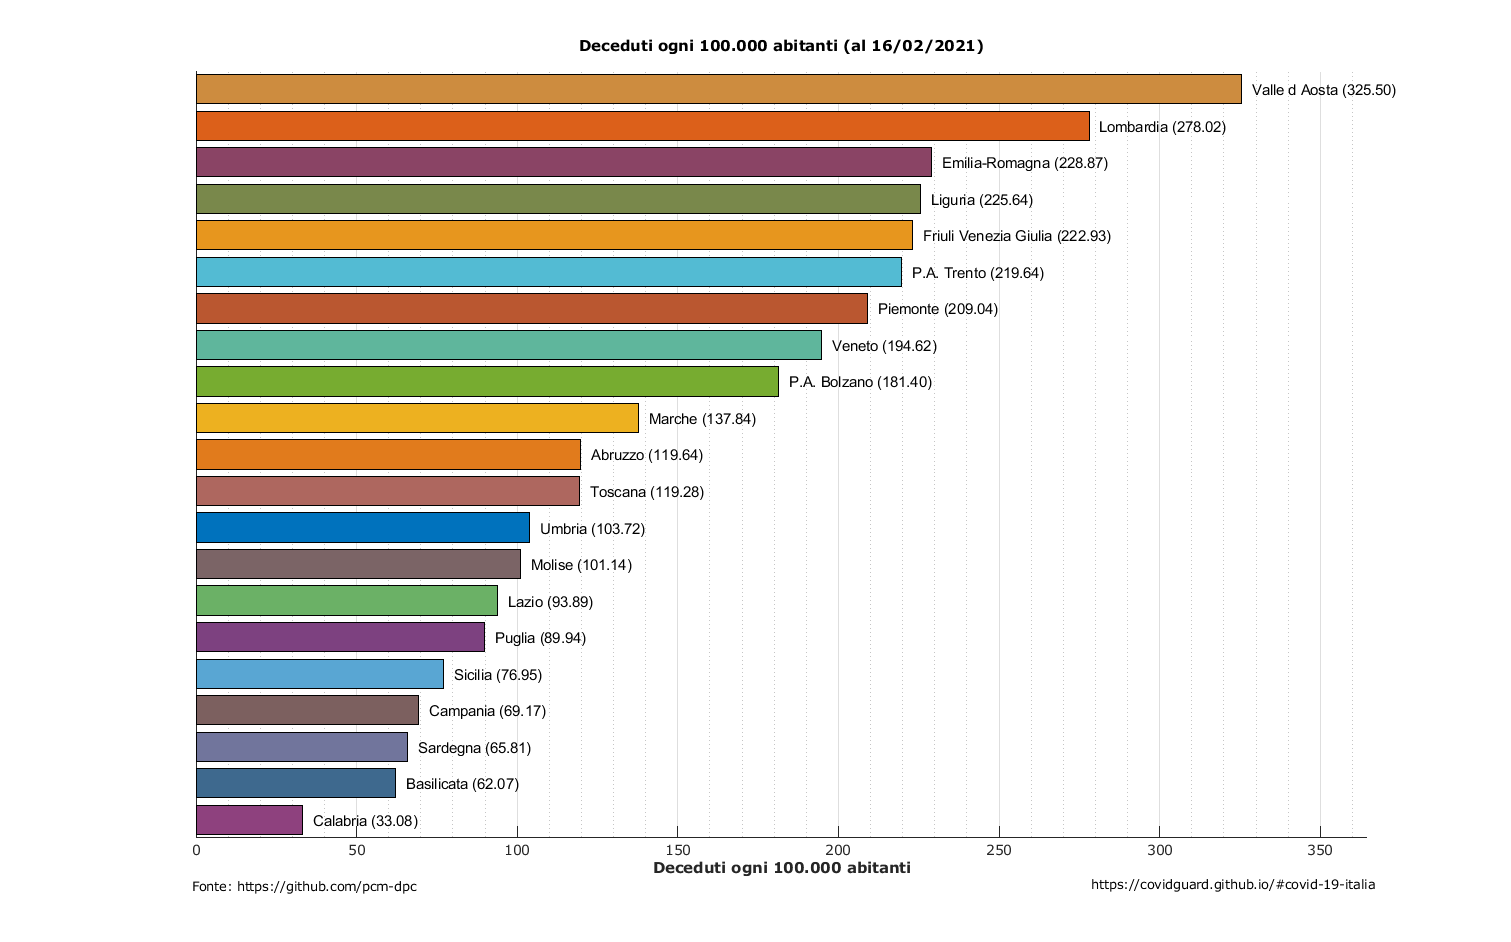 Deceduti ogni 100.000 abitanti (al 16/02/2021)
Valle d Aosta (325.50)
Lombardia (278.02)
Emilia-Romagna (228.87)
Liguria (225.64)
Friuli Venezia Giulia (222.93)
P.A. Trento (219.64)
Piemonte (209.04)
Veneto (194.62)
P.A. Bolzano (181.40)
Marche (137.84)
Abruzzo (119.64)
Toscana (119.28)
Umbria (103.72)
Molise (101.14)
Lazio (93.89)
Puglia (89.94)
Sicilia (76.95)
Campania (69.17)
Sardegna (65.81)
Basilicata (62.07)
Calabria (33.08)
0 50 100 150 200 250 300 350
Deceduti ogni 100.000 abitanti
Fonte: https://github.com/pcm-dpc
https://covidguard.github.io/#covid-19-italia